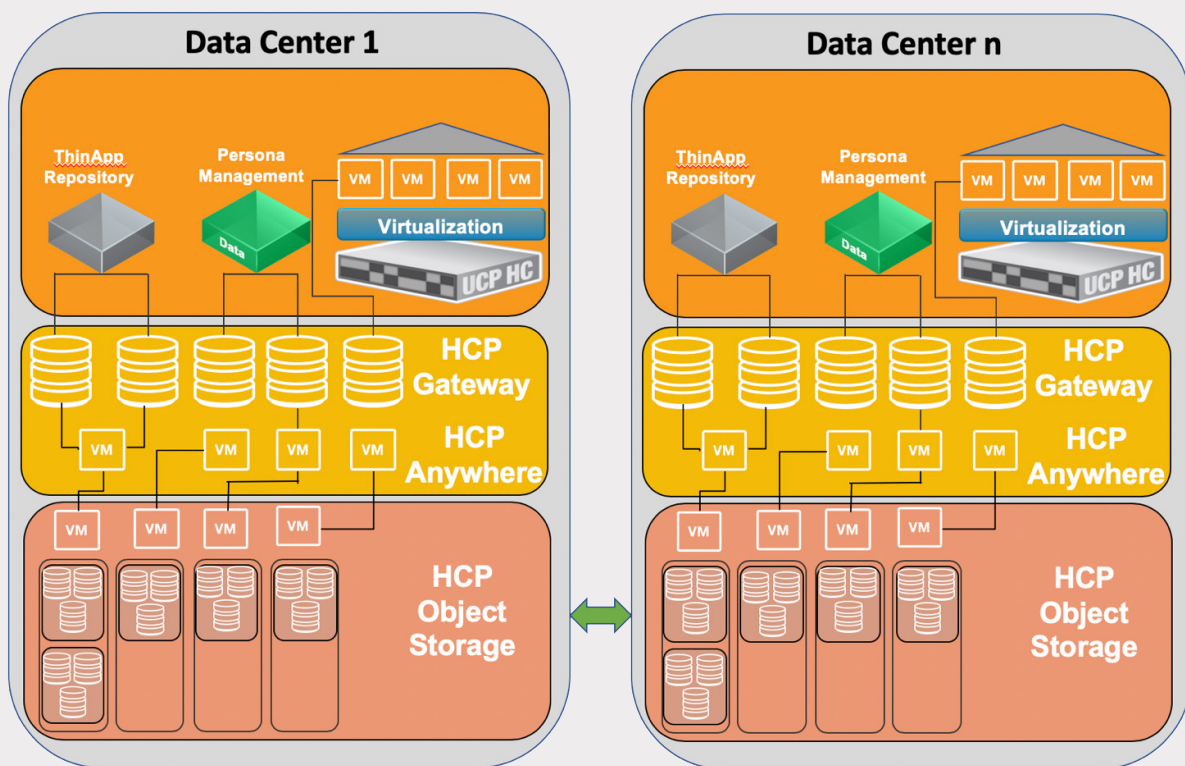 Data Center 1
ThinApp
Repository
Persona
Management
Data
VM VM VM VM
Virtualization
UCP HC
HCP
Gateway
VM VM VM VM
HCP
Anywhere
VM VM VM VM
HCP
Object
Storage
Data Center n
ThinApp
Repository
Persona
Management
Data
VM VM VM VM
Virtualization
UCP HC
HCP
Gateway
VM VM VM VM
HCP
Anywhere
VM VM VM VM
HCP
Object
Storage